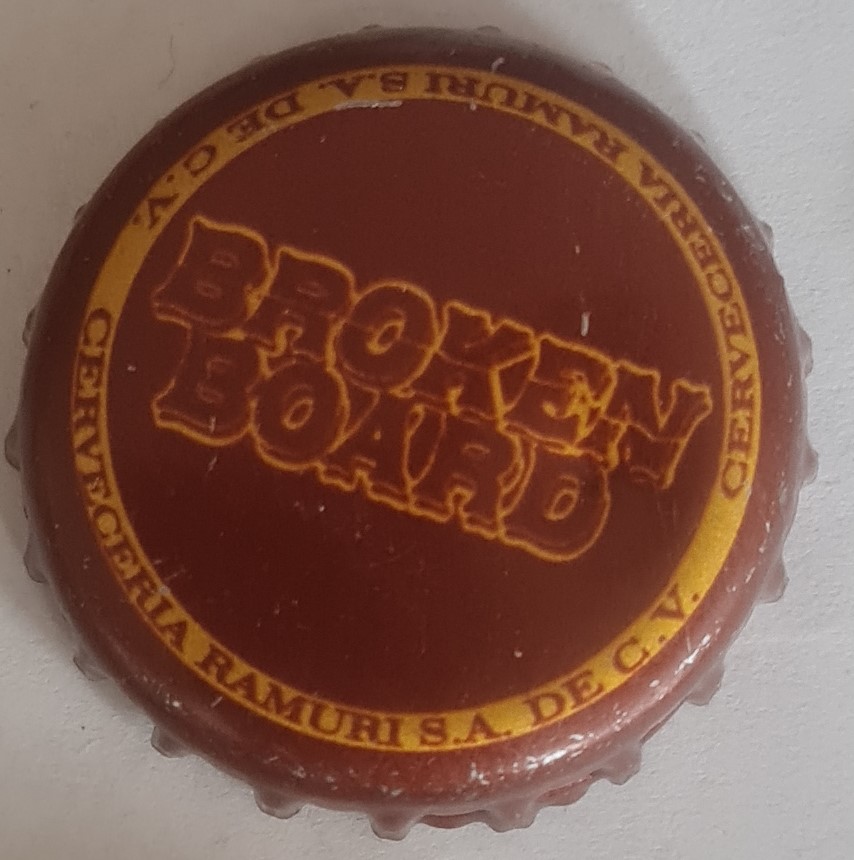 BROKEN
BOARD
CERVECERIA RAMURI S.A. DE C.V.
CERVECERIA RAMURI S.A. DE C.V.